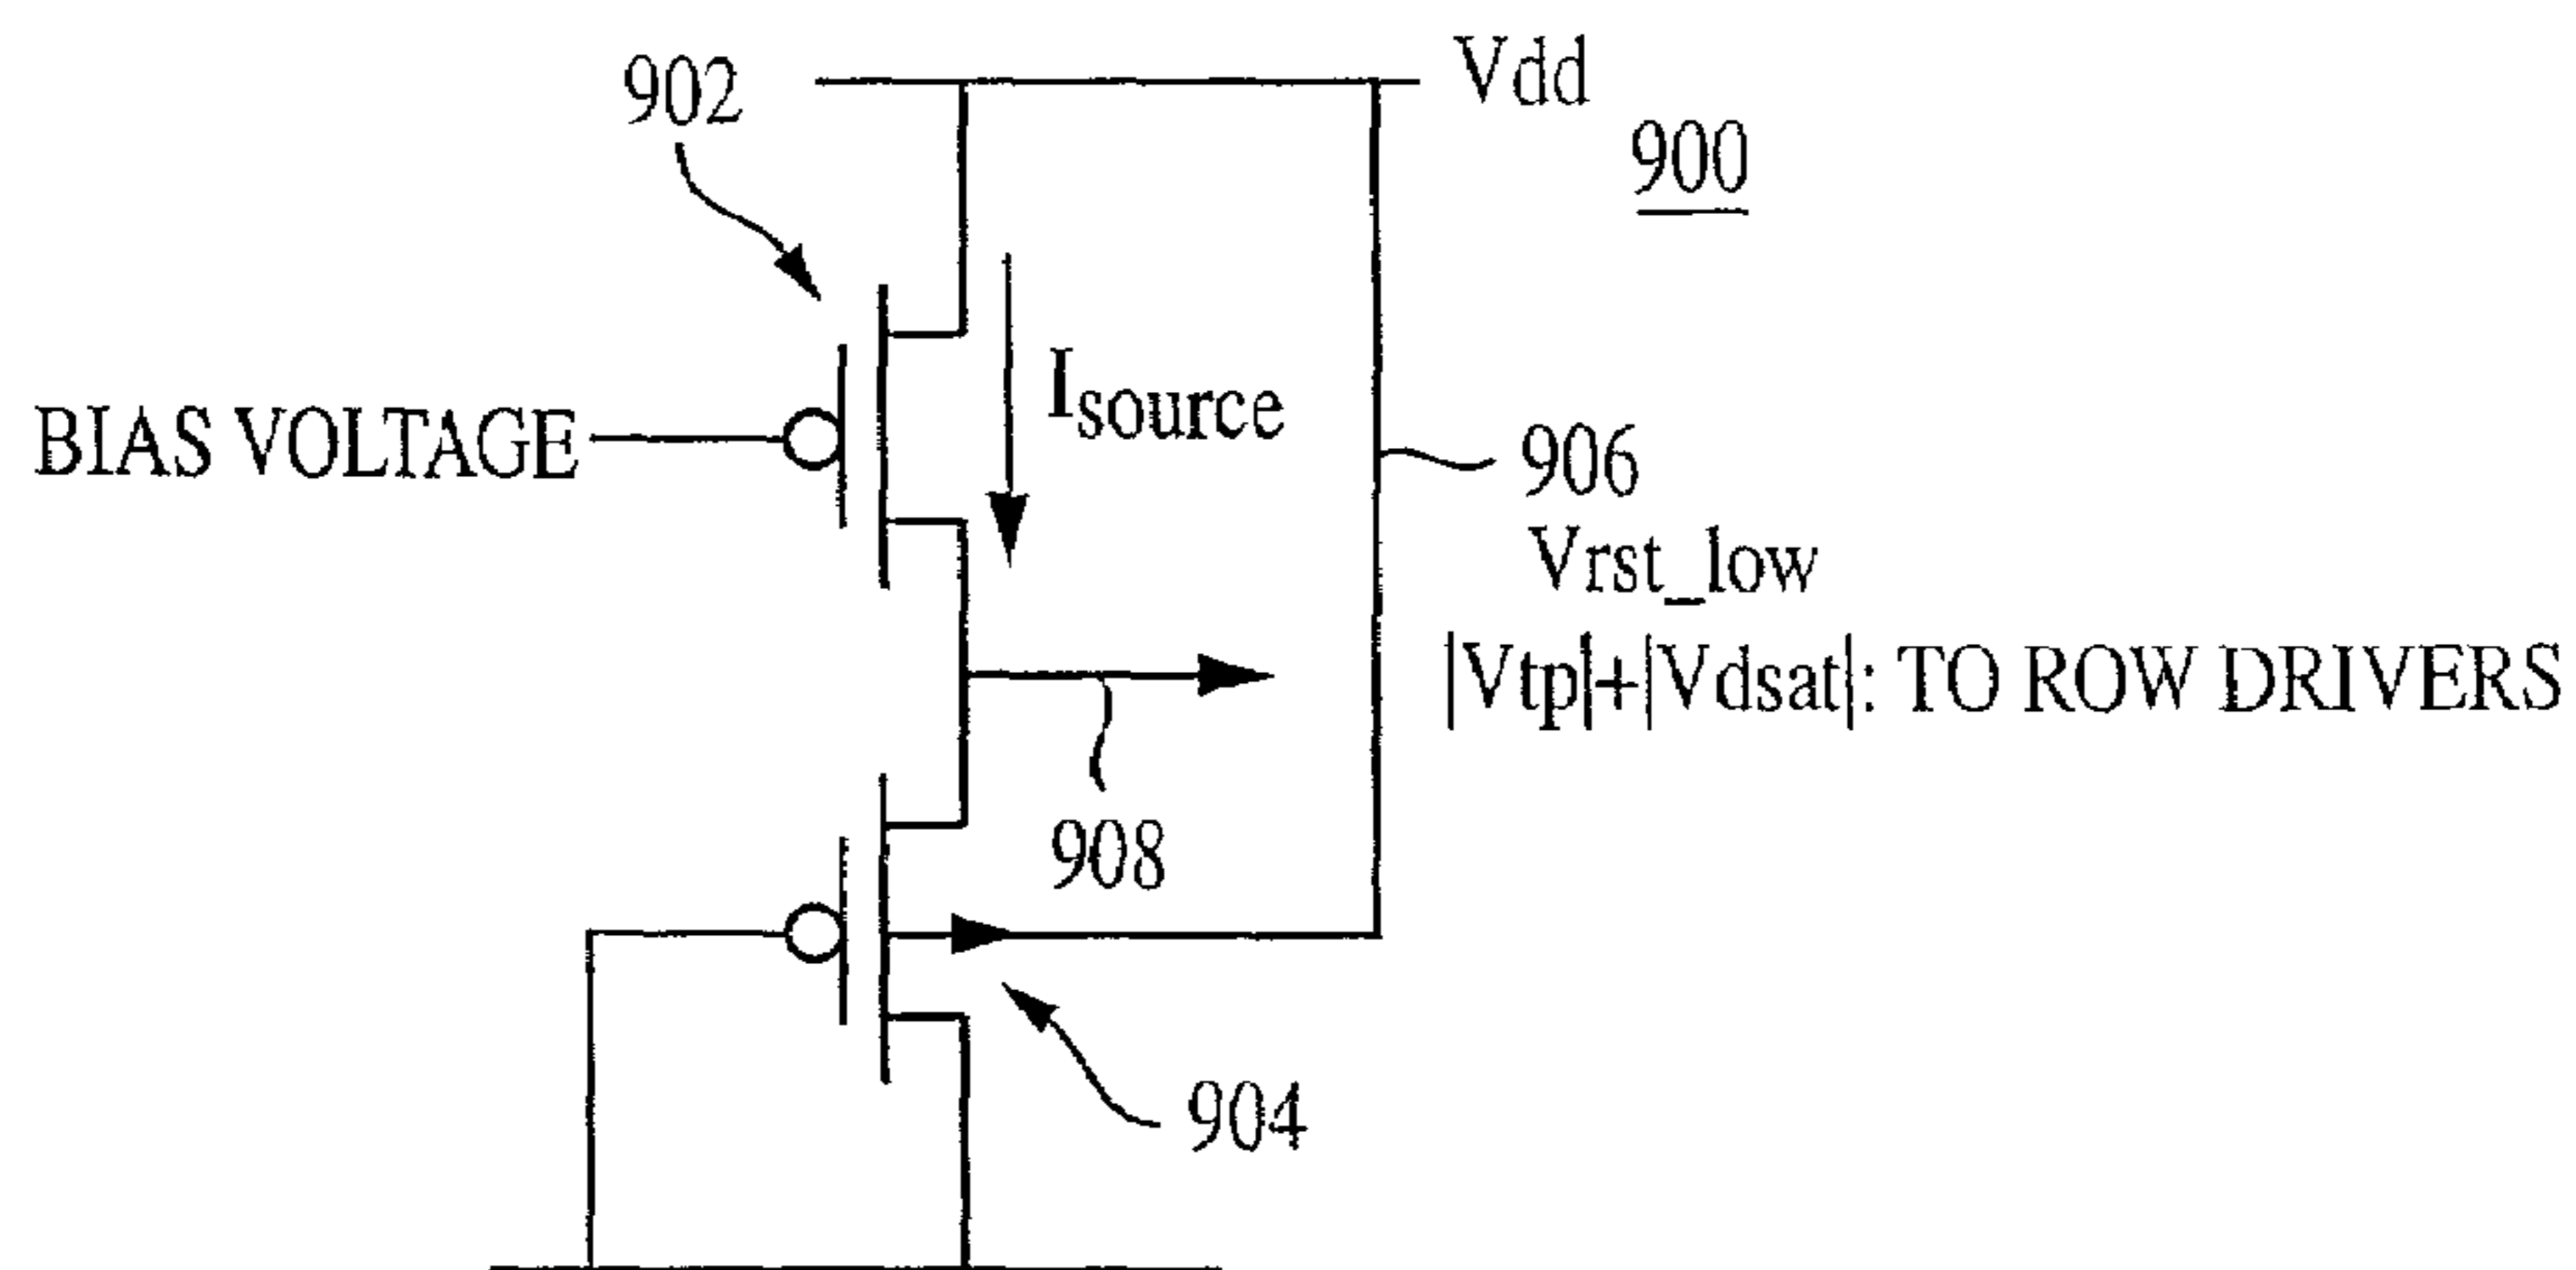 902
Vdd
900
Isource
BIAS VOLTAGE
906
Vrst_low
|Vtp|+|Vdsat|: TO ROW DRIVERS
908
904